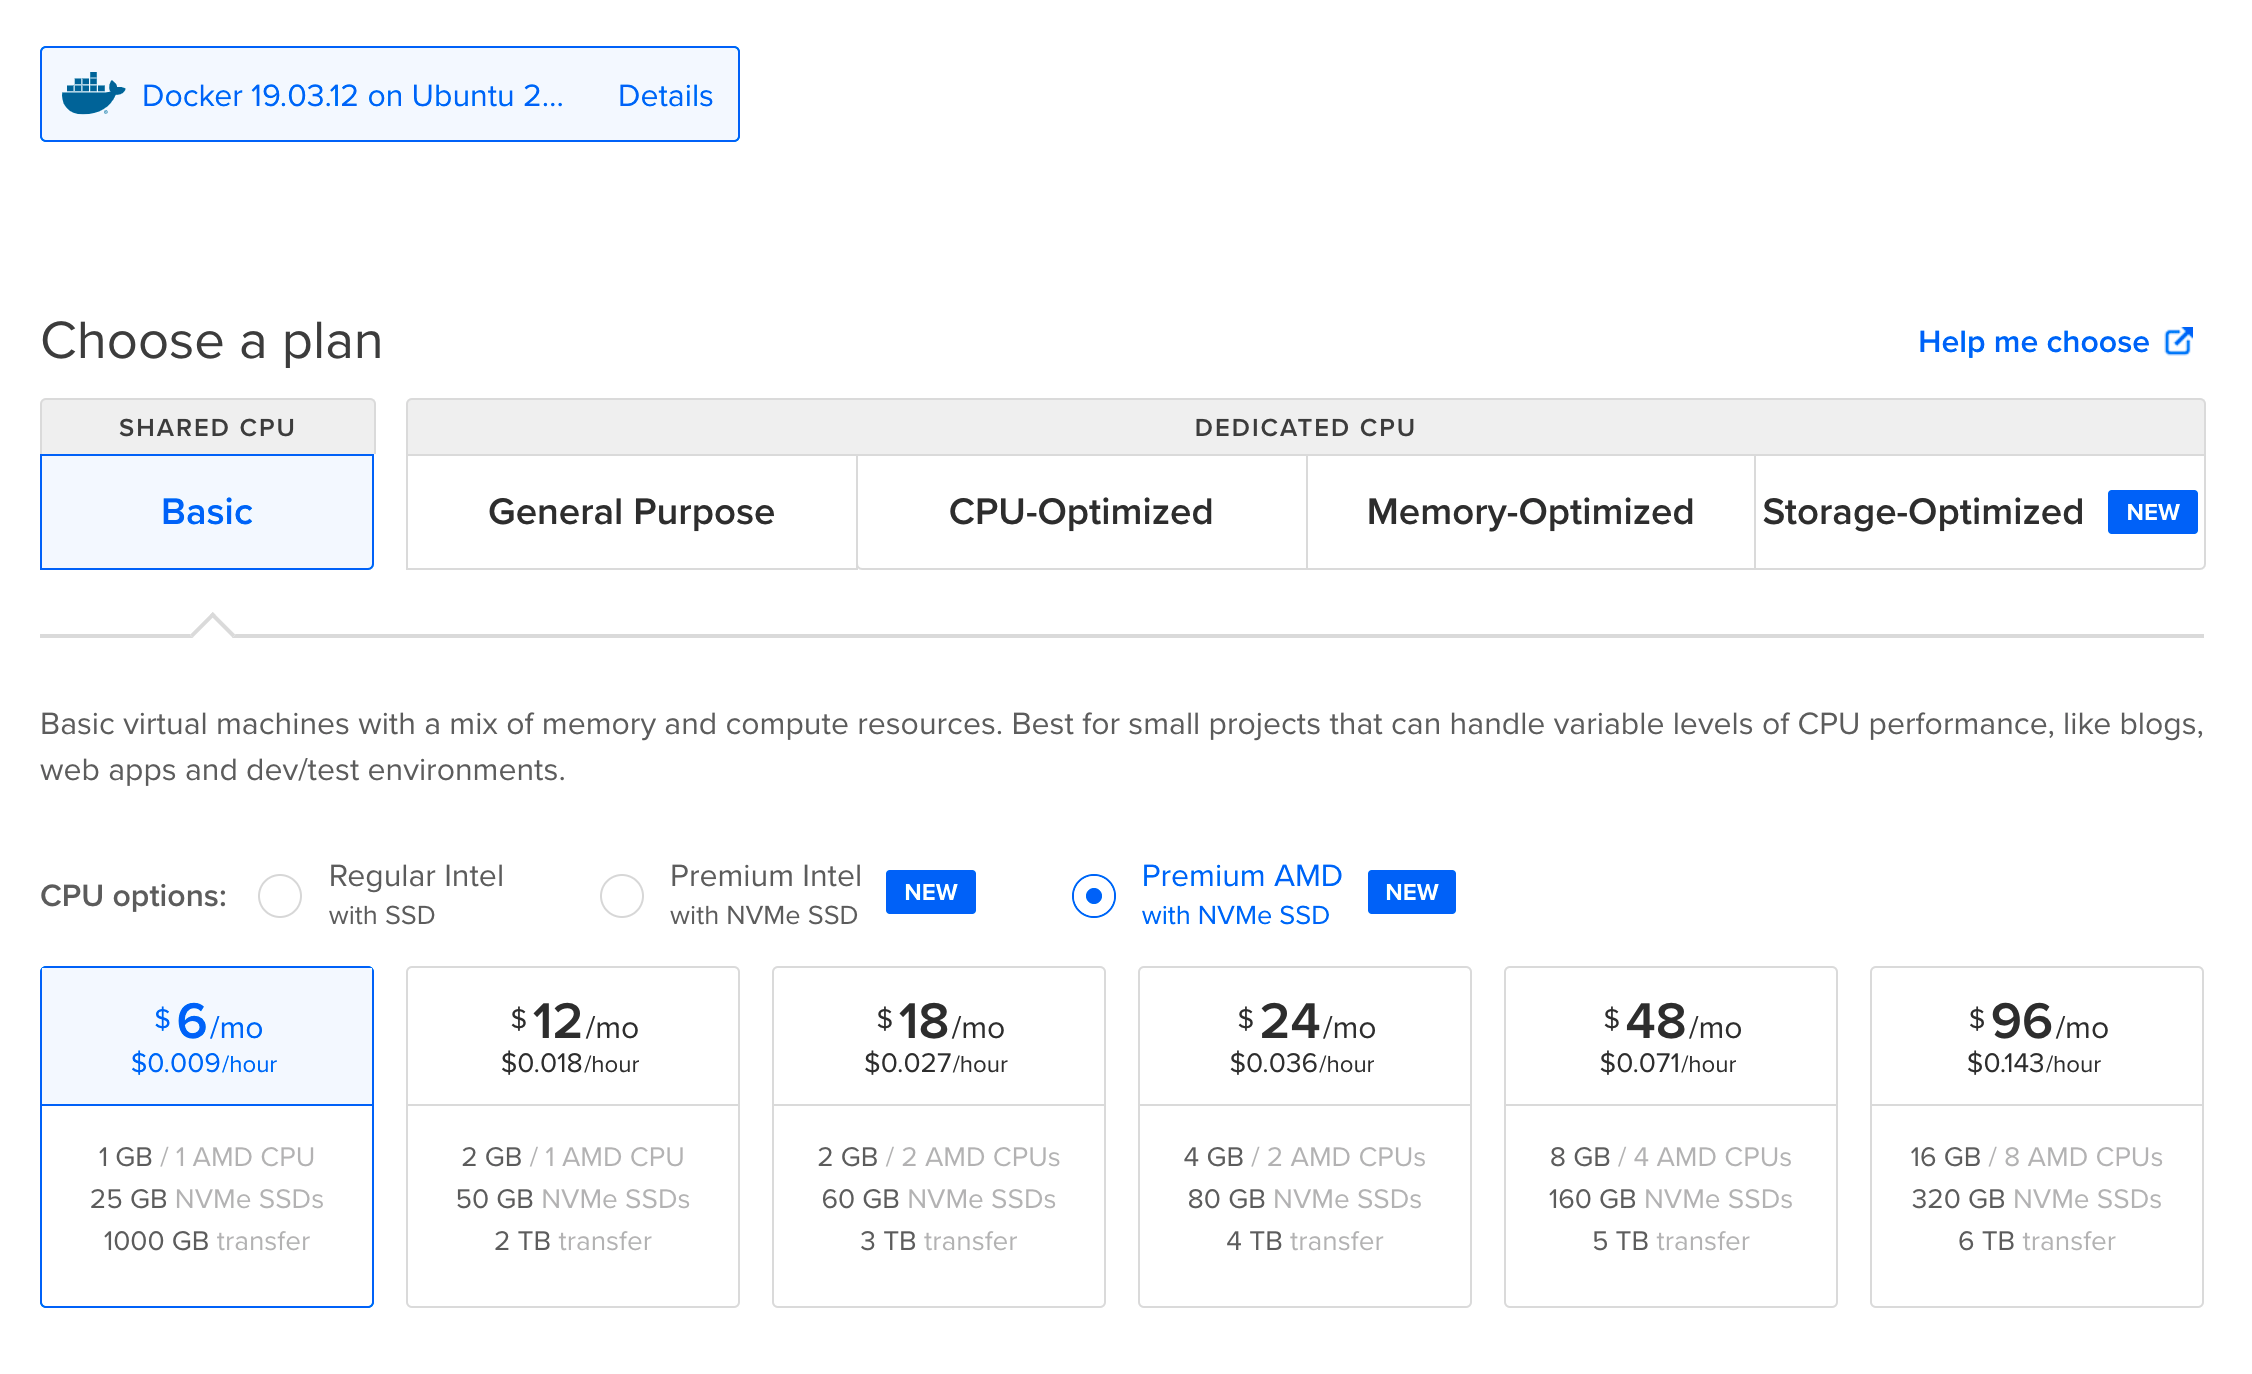 Docker 19.03.12 on Ubuntu 2... Details
Choose a plan
Help me choose
SHARED CPU
DEDICATED CPU
Basic
General Purpose
CPU-Optimized
Memory-Optimized
Storage-Optimized NEW
Basic virtual machines with a mix of memory and compute resources. Best for small projects that can handle variable levels of CPU performance, like blogs,
web apps and dev/test environments.
CPU options:
Regular Intel
with SSD
Premium Intel
with NVMe SSD
NEW
Premium AMD
with NVMe SSD
NEW
$6/mo
$0.009/hour
1 GB / 1 AMD CPU
25 GB NVMe SSDs
1000 GB transfer
$12/mo
$0.018/hour
2 GB / 1 AMD CPU
50 GB NVMe SSDs
2 TB transfer
$18/mo
$0.027/hour
2 GB / 2 AMD CPUs
60 GB NVMe SSDs
3 TB transfer
$24/mo
$0.036/hour
4 GB / 2 AMD CPUs
80 GB NVMe SSDs
4 TB transfer
$48/mo
$0.071/hour
8 GB / 4 AMD CPUs
160 GB NVMe SSDs
5 TB transfer
$96/mo
$0.143/hour
16 GB / 8 AMD CPUs
320 GB NVMe SSDs
6 TB transfer